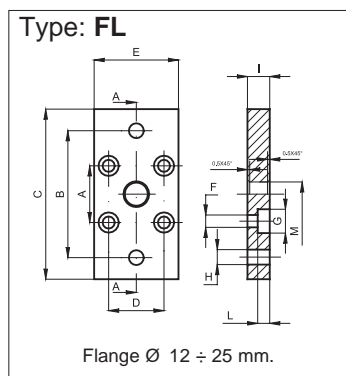 Type: FL
E
I
A
0,5X45°
0,5X45°
F
C
B
A
G
M
H
A
D
L
Flange Ø 12 ÷ 25 mm.